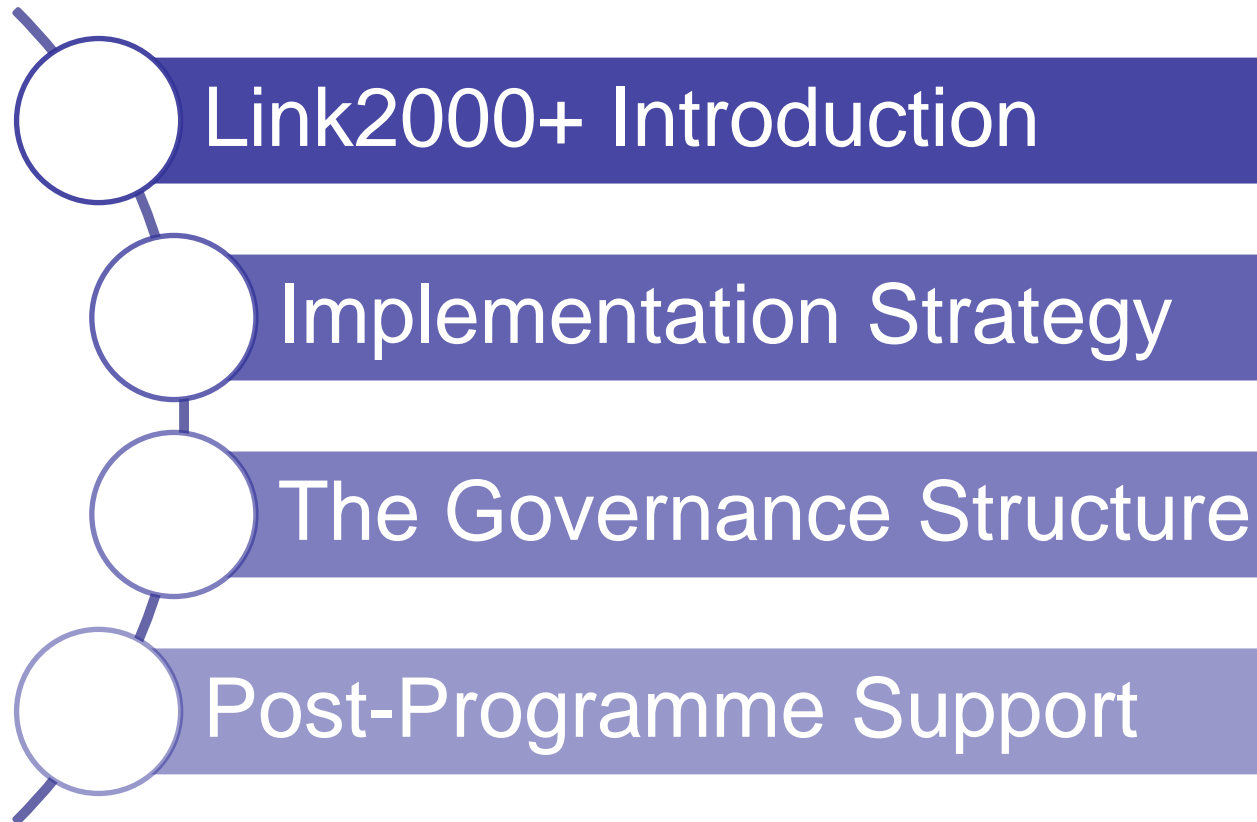 Link2000+ Introduction
Implementation Strategy
The Governance Structure
Post-Programme Support